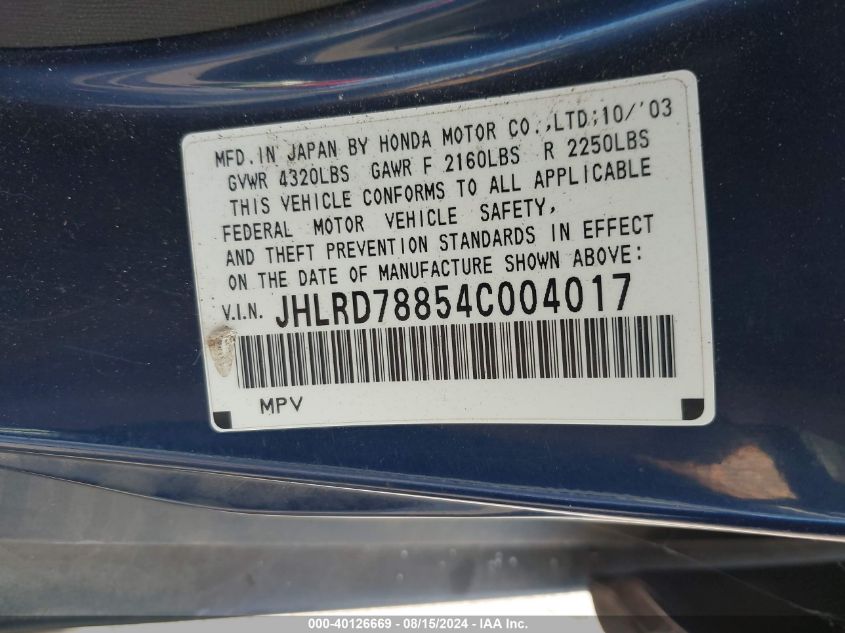 MFD.IN JAPAN BY HONDA MOTOR CO.,LTD;10/'03
GVWR 4320LBS GAWR F 2160LBS R 2250LBS
THIS VEHICLE CONFORMS TO ALL APPLICABLE
FEDERAL MOTOR VEHICLE SAFETY,
AND THEFT PREVENTION STANDARDS IN EFFECT
ON THE DATE OF MANUFACTURE SHOWN ABOVE:
V.I.N. JHLRD78854C004017
MPV
000-40126669 - 08/15/2024 - IAA Inc.